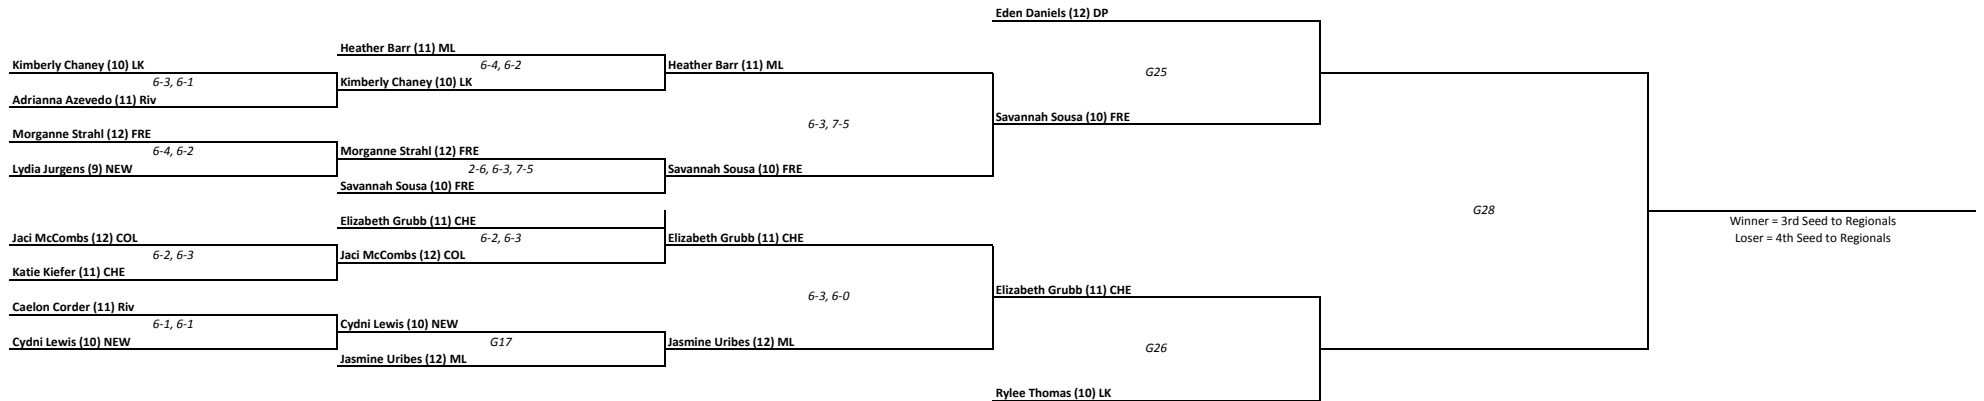 Eden Daniels (12) DP
Heather Barr (11) ML
Kimberly Chaney (10) LK
6-4, 6-2
Heather Barr (11) ML
G25
6-3, 6-1
Kimberly Chaney (10) LK
Adrianna Azevedo (11) Riv
Savannah Sousa (10) FRE
6-3, 7-5
Morganne Strahl (12) FRE
6-4, 6-2
Morganne Strahl (12) FRE
Lydia Jurgens (9) NEW
2-6, 6-3, 7-5
Savannah Sousa (10) FRE
Savannah Sousa (10) FRE
G28
Elizabeth Grubb (11) CHE
Winner = 3rd Seed to Regionals
Jaci McCombs (12) COL
6-2, 6-3
Elizabeth Grubb (11) CHE
Loser = 4th Seed to Regionals
6-2, 6-3
Jaci McCombs (12) COL
Katie Kiefer (11) CHE
Elizabeth Grubb (11) CHE
6-3, 6-0
Caelon Corder (11) Riv
6-1, 6-1
Cydni Lewis (10) NEW
Cydni Lewis (10) NEW
G17
Jasmine Uribes (12) ML
G26
Jasmine Uribes (12) ML
Rylee Thomas (10) LK